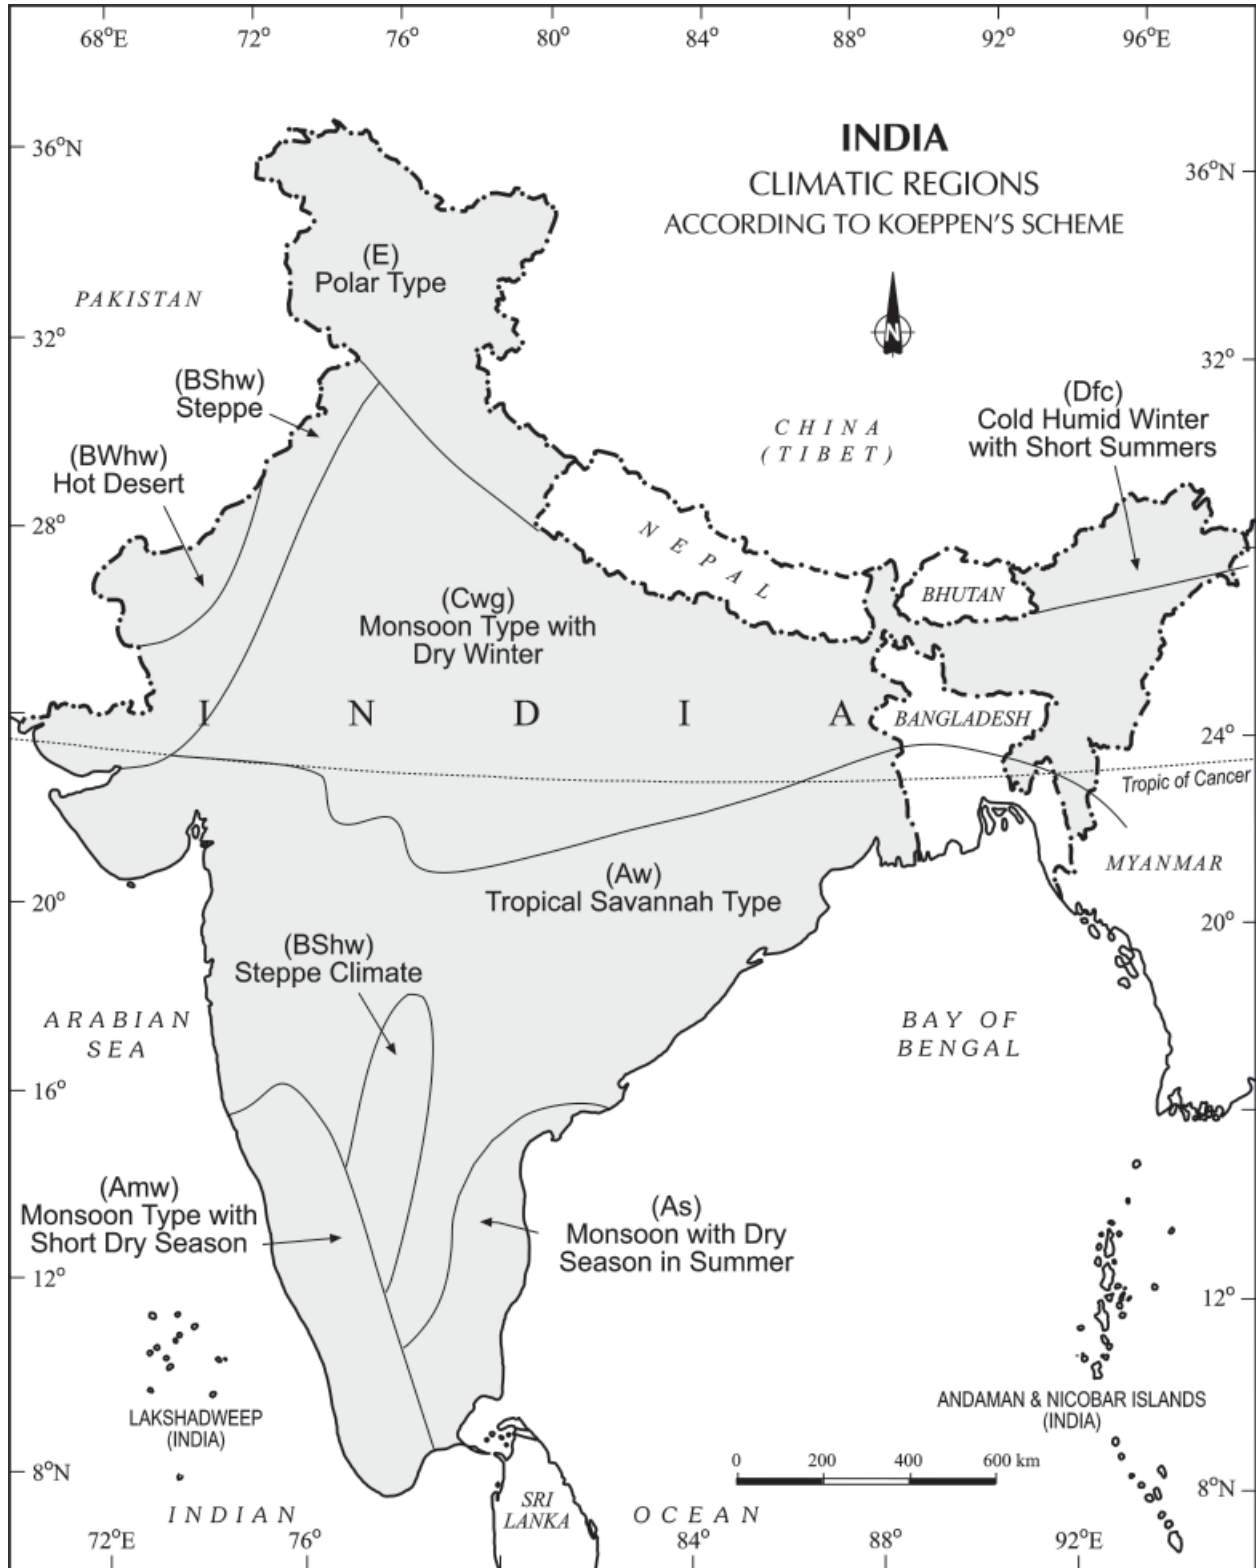 68°E 72° 76° 80° 84° 88° 92° 96°E
36°N
36°N
INDIA
CLIMATIC REGIONS
ACCORDING TO KOEPPEN'S SCHEME
(E)
Polar Type
PAKISTAN
N
32°
32°
(BShw)
Steppe
(Dfc)
Cold Humid Winter
with Short Summers
CHINA
(TIBET)
(BWhw)
Hot Desert
28°
NEPAL
BHUTAN
(Cwg)
Monsoon Type with
Dry Winter
I N D I A
BANGLADESH
24°
Tropic of Cancer
MYANMAR
(Aw)
Tropical Savannah Type
20°
20°
(BShw)
Steppe Climate
ARABIAN
SEA
BAY OF
BENGAL
16°
(Amw)
Monsoon Type with
Short Dry Season
(As)
Monsoon with Dry
Season in Summer
12°
12°
LAKSHADWEEP
(INDIA)
ANDAMAN & NICOBAR ISLANDS
(INDIA)
0 200 400 600 km
8°N
8°N
SRI
LANKA
INDIAN OCEAN
72°E 76° 84° 88° 92°E